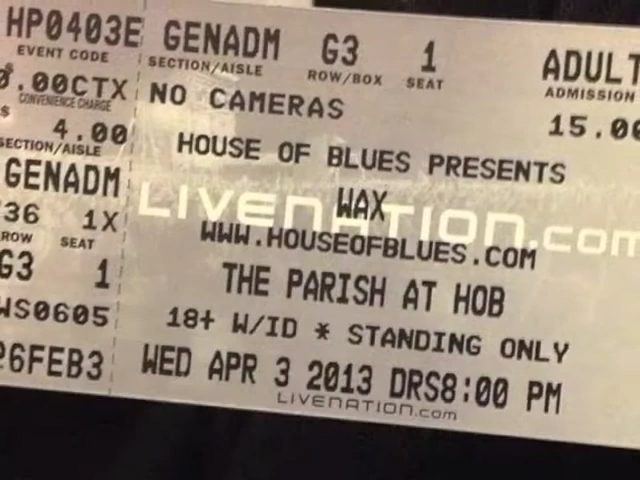 HP0403E
EVENT CODE
0.00CTX
CONVENIENCE CHARGE
$ 4.00
SECTION/AISLE
GENADM
36 1X
ROW SEAT
G3 1
WS0605
26FEB3
GENADM G3 1 ADULT
SECTION/AISLE ROW/BOX SEAT ADMISSION
NO CAMERAS 15.00
HOUSE OF BLUES PRESENTS
WAX
LIVENATION.com
WWW.HOUSEOFBLUES.COM
THE PARISH AT HOB
18+ W/ID * STANDING ONLY
WED APR 3 2013 DRS8:00 PM
LIVENATION.com